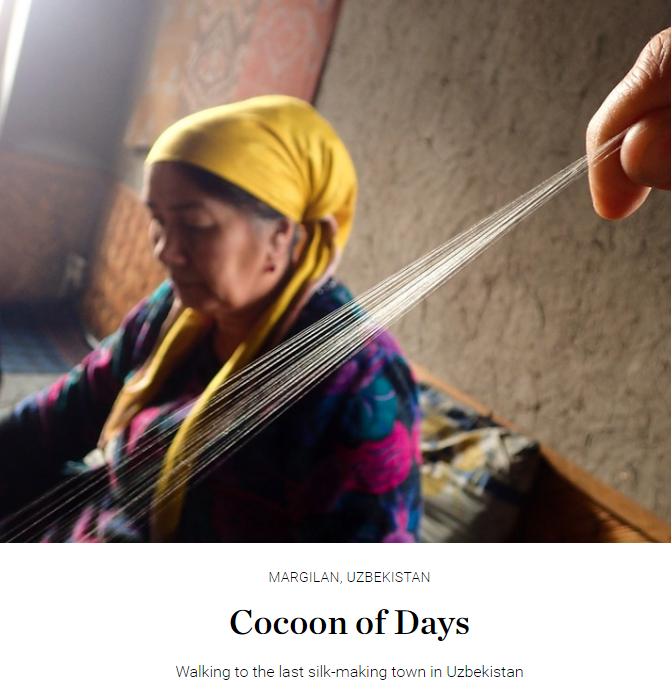 MARGILAN, UZBEKISTAN
Cocoon of Days
Walking to the last silk-making town in Uzbekistan